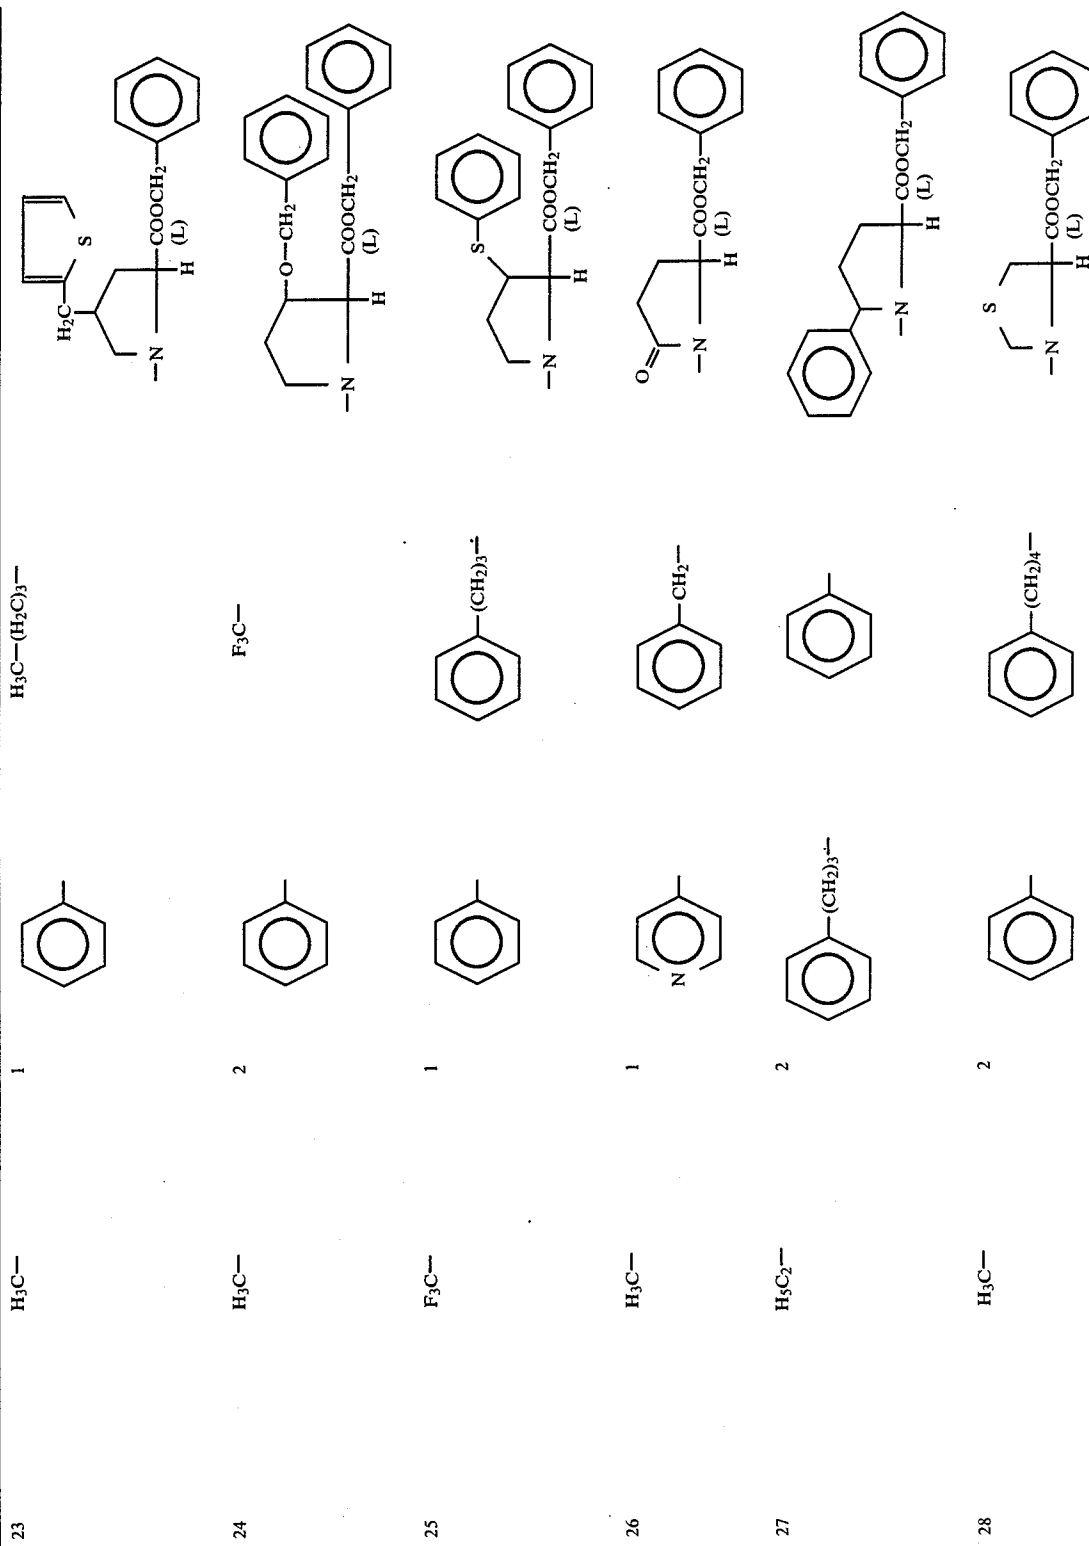 23 H₃C— 1 H₃C—(H₂C)₃— H₂C S —N COOCH₂ (L) H
24 H₃C— 2 F₃C— O—CH₂ —N COOCH₂ (L) H
25 F₃C— 1 —(CH₂)₃— S —N COOCH₂ (L) H
26 H₃C— 1 N —CH₂— O —N COOCH₂ (L) H
27 H₅C₂— 2 —(CH₂)₃— —N COOCH₂ (L) H
28 H₃C— 2 —(CH₂)4— S —N COOCH₂ (L) H